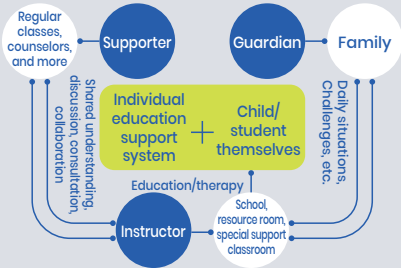 Regular
classes,
counselors,
and more
Supporter
Guardian
Family
Shared understanding,
discussion, consultation,
collaboration
Individual
education
support
system
+
Child/
student
themselves
Daily situations,
Challenges, etc.
Education/therapy
Instructor
School,
resource room,
special support
classroom